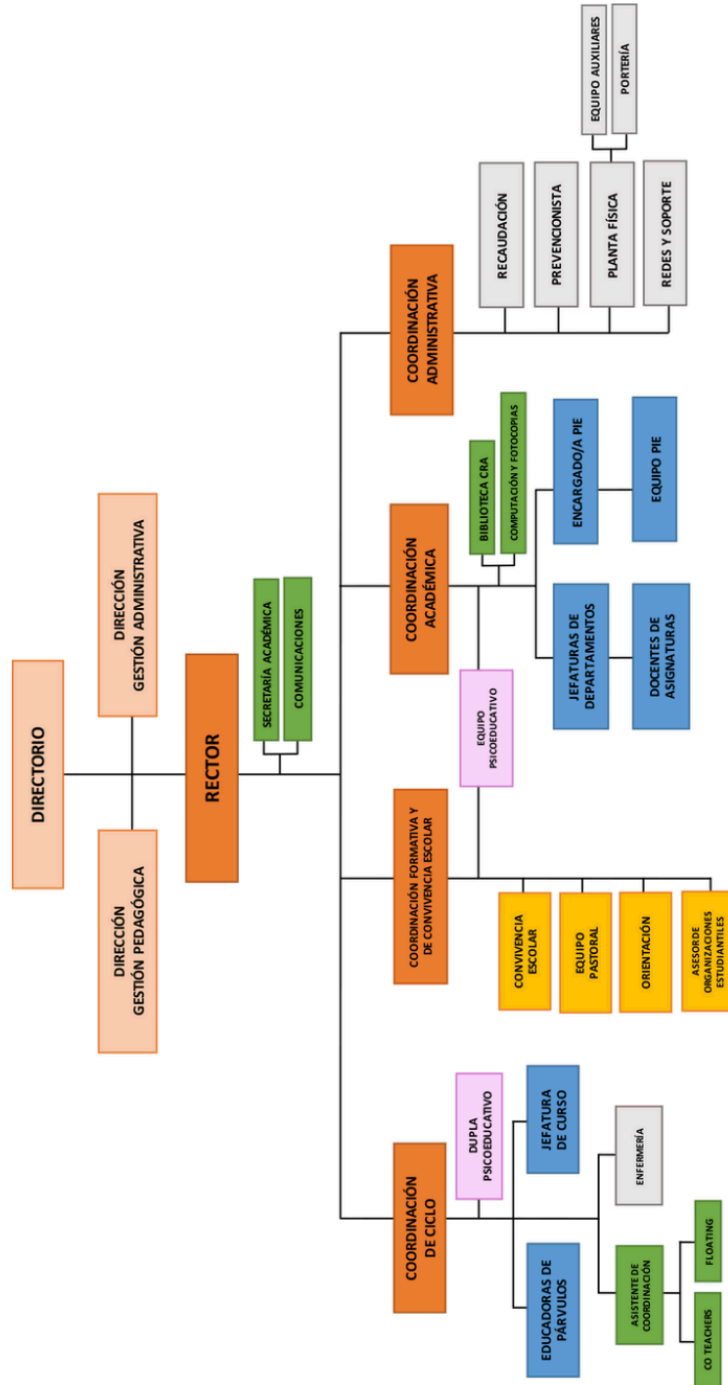 DIRECTORIO
DIRECCIÓN
GESTIÓN PEDAGÓGICA
DIRECCIÓN
GESTIÓN ADMINISTRATIVA
RECTOR
SECRETARÍA ACADÉMICA
COMUNICACIONES
COORDINACIÓN
DE CICLO
COORDINACIÓN FORMATIVA Y
DE CONVIVENCIA ESCOLAR
COORDINACIÓN
ACADÉMICA
COORDINACIÓN
ADMINISTRATIVA
DUPLA
PSICOEDUCATIVO
EDUCADORAS DE
PÁRVULOS
JEFATURA
DE CURSO
ASISTENTE DE
COORDINACIÓN
ENFERMERÍA
CO TEACHERS
FLOATING
EQUIPO
PSICOEDUCATIVO
CONVIVENCIA
ESCOLAR
EQUIPO
PASTORAL
ORIENTACIÓN
ASESORDE
ORGANIZACIONES
ESTUDIANTILES
BIBLIOTECA CRA
COMPUTACIÓN Y FOTOCOPIAS
JEFATURAS DE
DEPARTAMENTOS
ENCARGADO/A PIE
DOCENTES DE
ASIGNATURAS
EQUIPO PIE
RECAUDACIÓN
PREVENCIONISTA
PLANTA FÍSICA
EQUIPO AUXILIARES
PORTERÍA
REDES Y SOPORTE